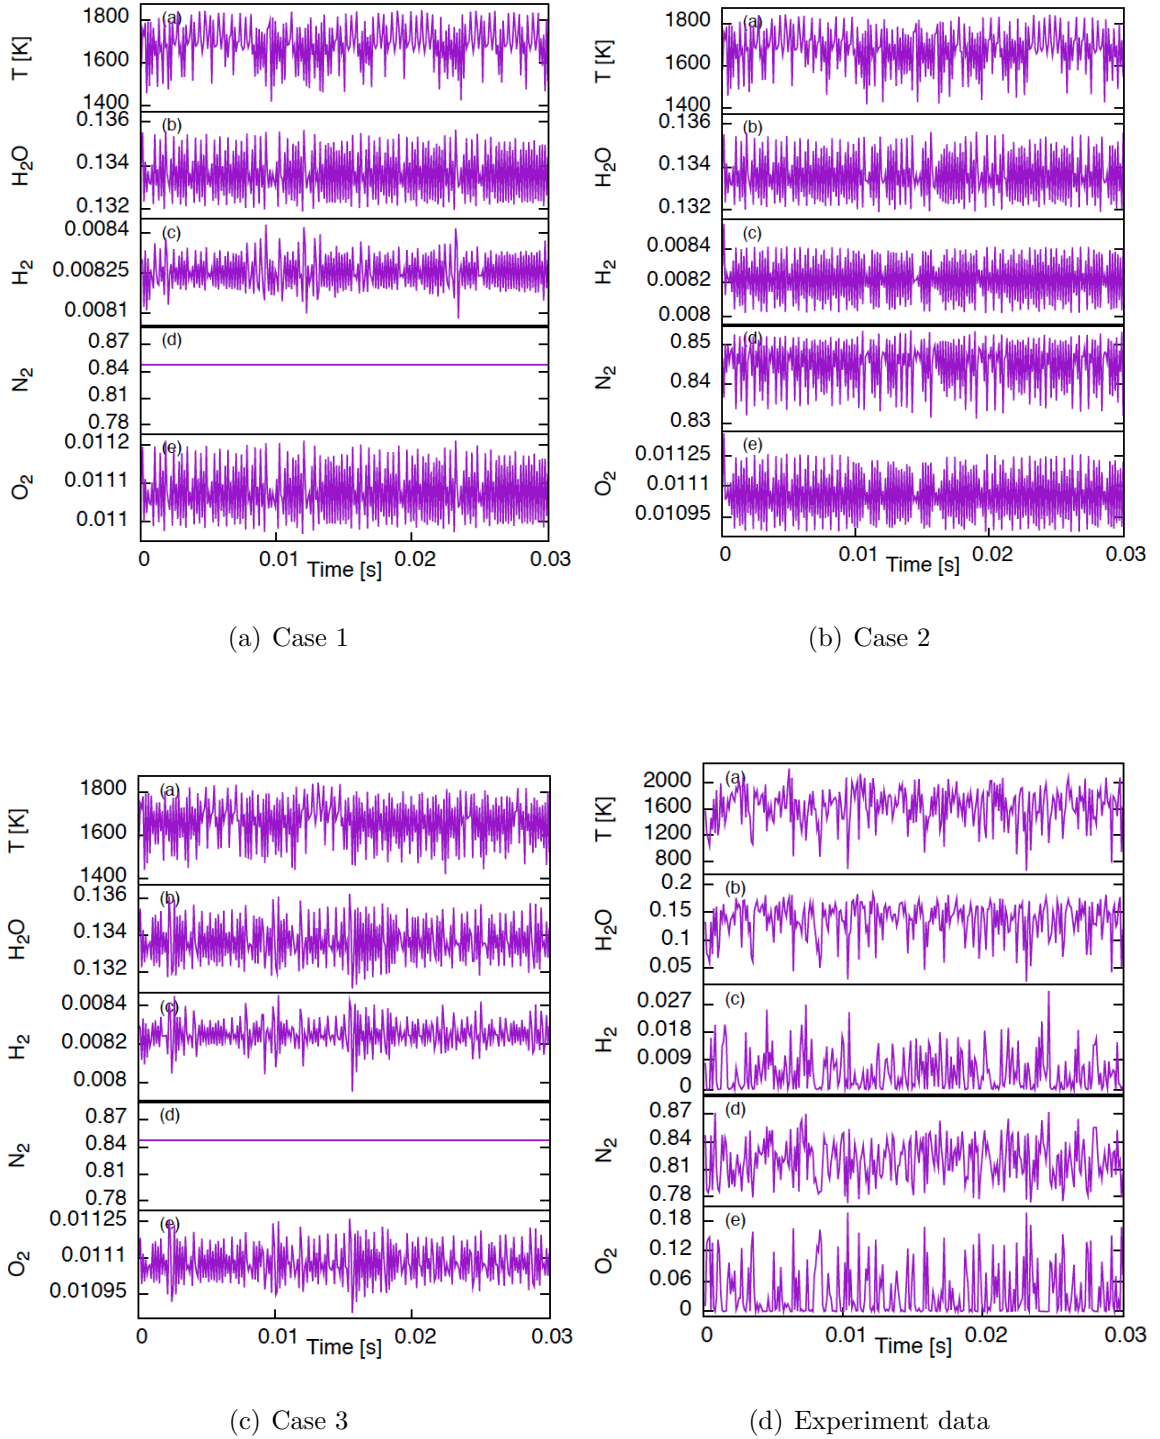 (a)
1800
1600
1400
T [K]
(b)
0.136
0.134
0.132
H2O
(c)
0.0084
0.00825
0.0081
H2
(d)
0.87
0.84
0.81
0.78
N2
(e)
0.0112
0.0111
0.011
O2
0 0.01 0.02 0.03
Time [s]
(a) Case 1
(a)
1800
1600
1400
T [K]
(b)
0.136
0.134
0.132
H2O
(c)
0.0084
0.0082
0.008
H2
(d)
0.85
0.84
0.83
N2
(e)
0.01125
0.0111
0.01095
O2
0 0.01 0.02 0.03
Time [s]
(b) Case 2
(a)
1800
1600
1400
T [K]
(b)
0.136
0.134
0.132
H2O
(c)
0.0084
0.0082
0.008
H2
(d)
0.87
0.84
0.81
0.78
N2
(e)
0.01125
0.0111
0.01095
O2
0 0.01 0.02 0.03
Time [s]
(c) Case 3
(a)
2000
1600
1200
800
T [K]
(b)
0.2
0.15
0.1
0.05
H2O
(c)
0.027
0.018
0.009
0
H2
(d)
0.87
0.84
0.81
0.78
N2
(e)
0.18
0.12
0.06
0
O2
0 0.01 0.02 0.03
Time [s]
(d) Experiment data